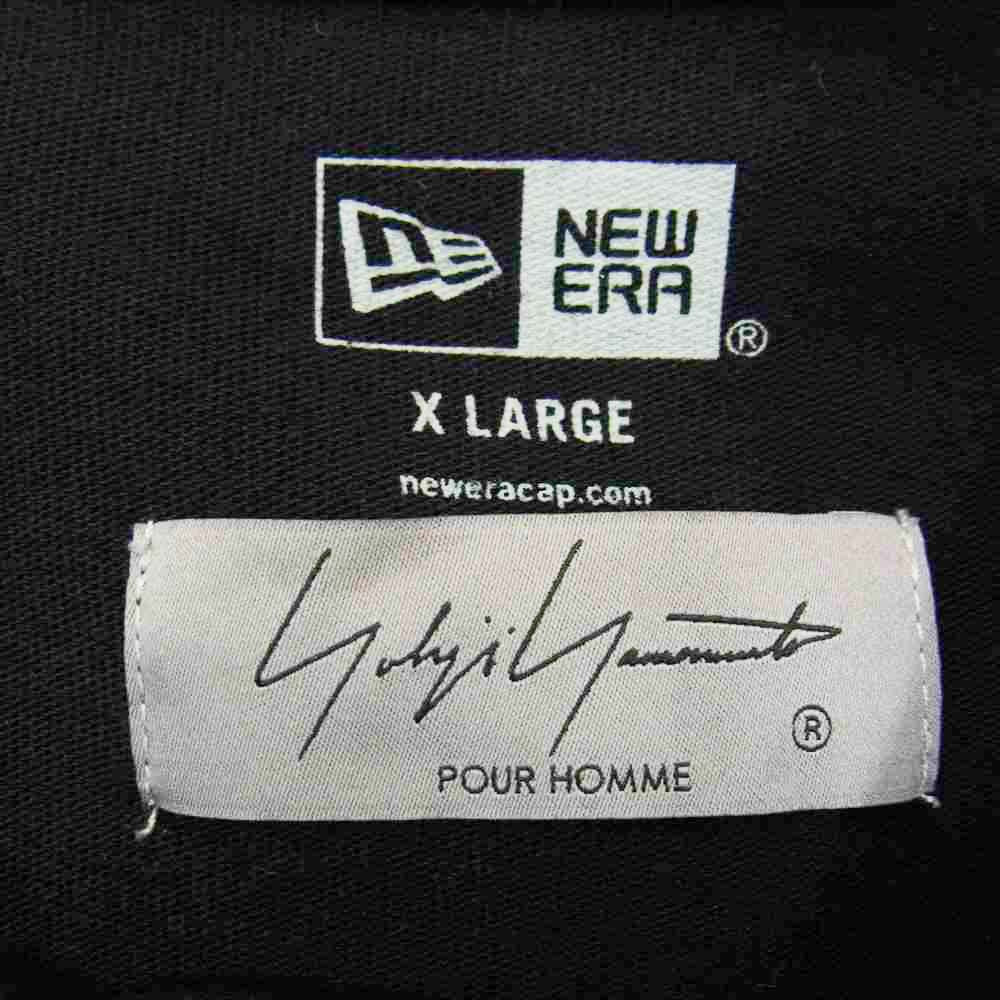 NEW
ERA
®
X LARGE
neweracap.com
Yohji Yamamoto
®
POUR HOMME